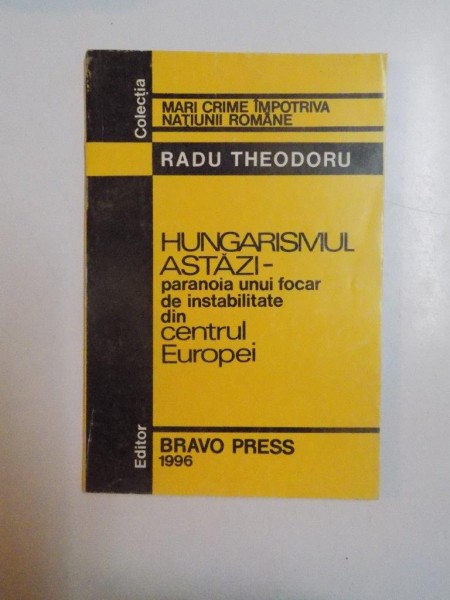 Colecția
MARI CRIME ÎMPOTRIVA
NAȚIUNII ROMÂNE
RADU THEODORU
HUNGARISMUL
ASTĂZI-
paranoia unui focar
de instabilitate
din
centrul
Europei
Editor
BRAVO PRESS
1996